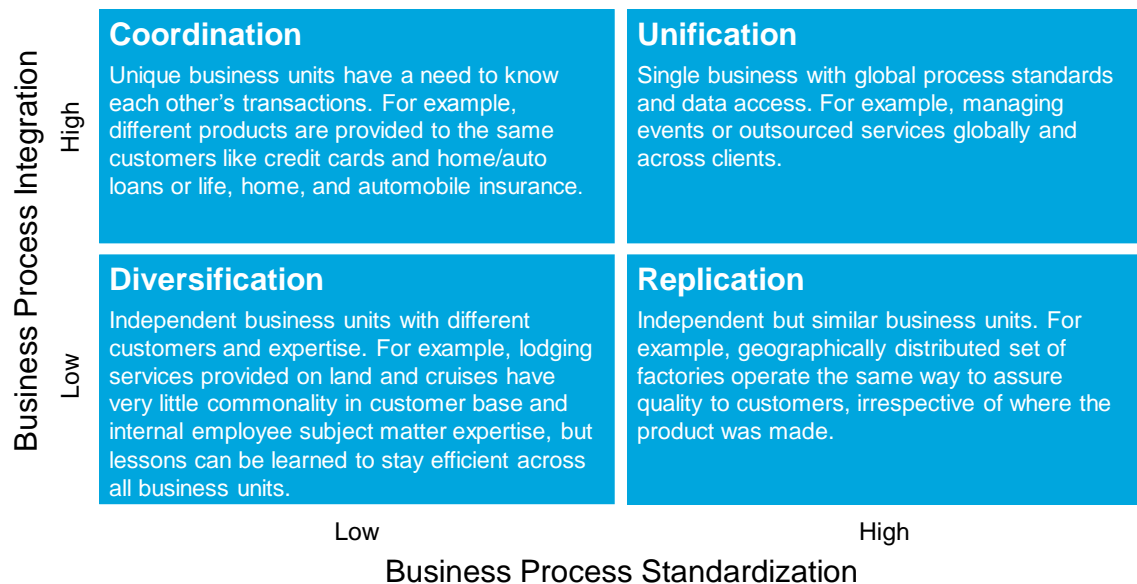 Business Process Integration
High
Low
Coordination
Unique business units have a need to know
each other's transactions. For example,
different products are provided to the same
customers like credit cards and home/auto
loans or life, home, and automobile insurance.
Unification
Single business with global process standards
and data access. For example, managing
events or outsourced services globally and
across clients.
Diversification
Independent business units with different
customers and expertise. For example, lodging
services provided on land and cruises have
very little commonality in customer base and
internal employee subject matter expertise, but
lessons can be learned to stay efficient across
all business units.
Replication
Independent but similar business units. For
example, geographically distributed set of
factories operate the same way to assure
quality to customers, irrespective of where the
product was made.
Low
High
Business Process Standardization